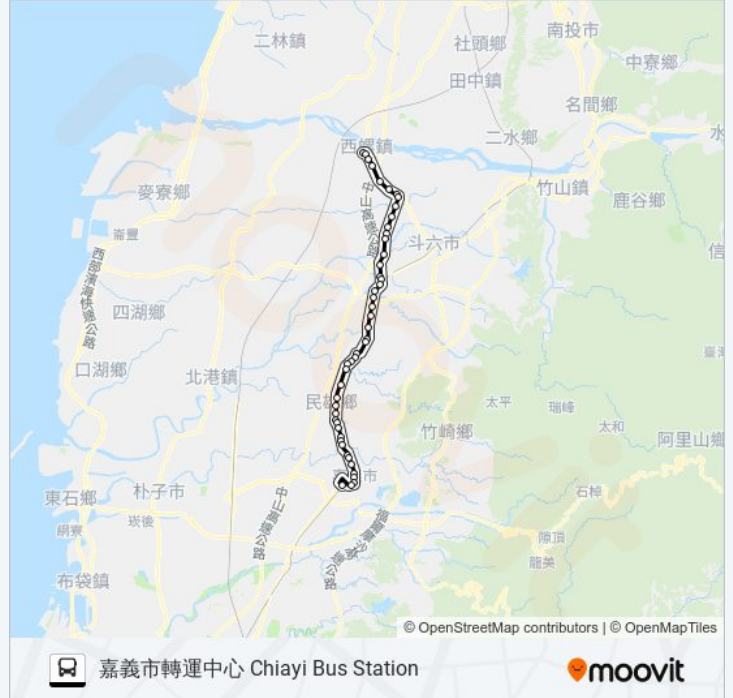 二林鎮
社頭鄉
南投市
中寮鄉
田中鎮
名間鄉
西螺鎮
二水鄉
水
麥寮鄉
中山高速公路
竹山鎮
鹿谷鄉
崙豐
斗六市
信
西部濱海快速公路
四湖鄉
口湖鄉
北港鎮
民雄鄉
太平
瑞峰
臺灣
竹崎鄉
太和
阿里山鄉
市
東石鄉
朴子市
中山高速公路
石棹
網寮
崁後
速公路
隙頂
龍美
布袋鎮
© OpenStreetMap contributors | © OpenMapTiles
嘉義市轉運中心 Chiayi Bus Station
moovit